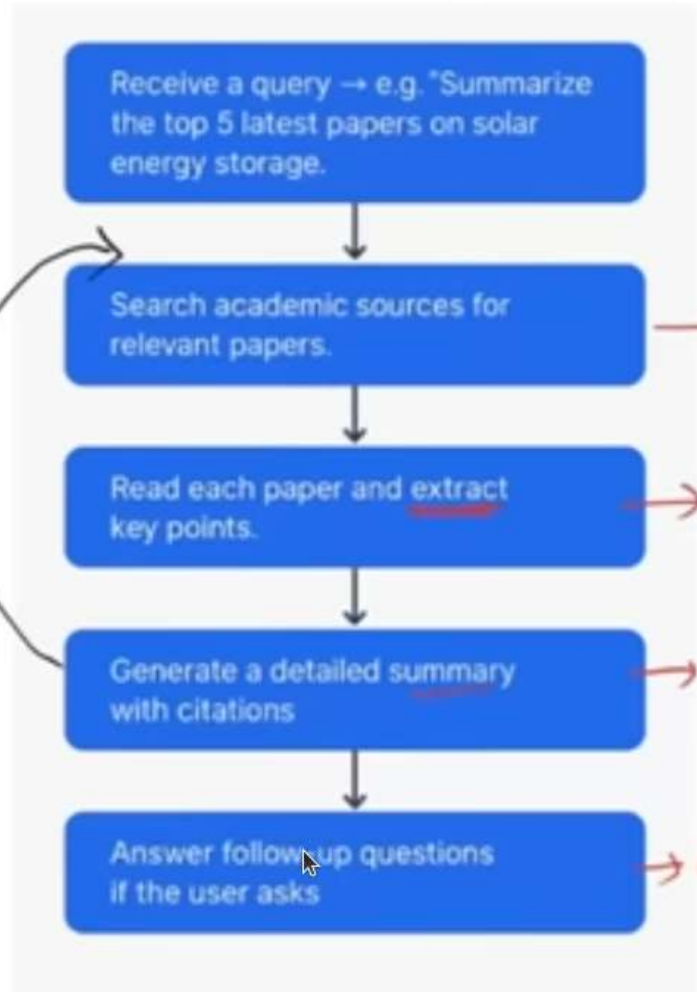 Receive a query → e.g. "Summarize
the top 5 latest papers on solar
energy storage.
Search academic sources for
relevant papers.
Read each paper and extract
key points.
Generate a detailed summary
with citations
Answer follow-up questions
if the user asks